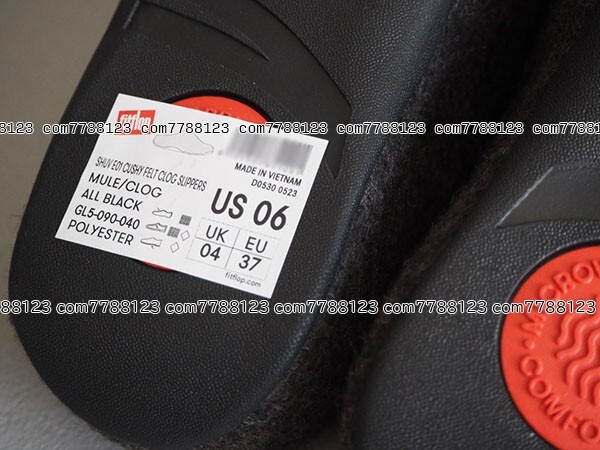 fitflop
com7788123 com7788123 com7788123 com7788123 com7788123
SHUV E01 CUSHY FELT CLOG SLIPPERS
MADE IN VIETNAM
D0530 0523
MULE/CLOG
ALL BLACK
GL5-090-040
POLYESTER
US 06
UK EU
04 37
fitflop.com
com7788123 com7788123 com7788123 com7788123 com7788123
COMFO